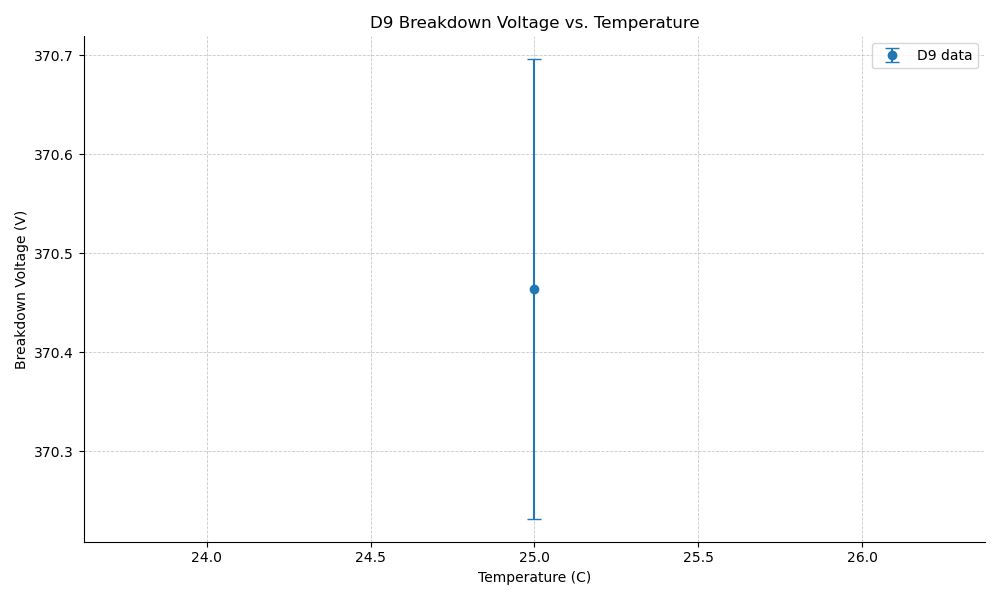 D9 Breakdown Voltage vs. Temperature
D9 data
Breakdown Voltage (V)
370.7
370.6
370.5
370.4
370.3
24.0
24.5
25.0
25.5
26.0
Temperature (C)